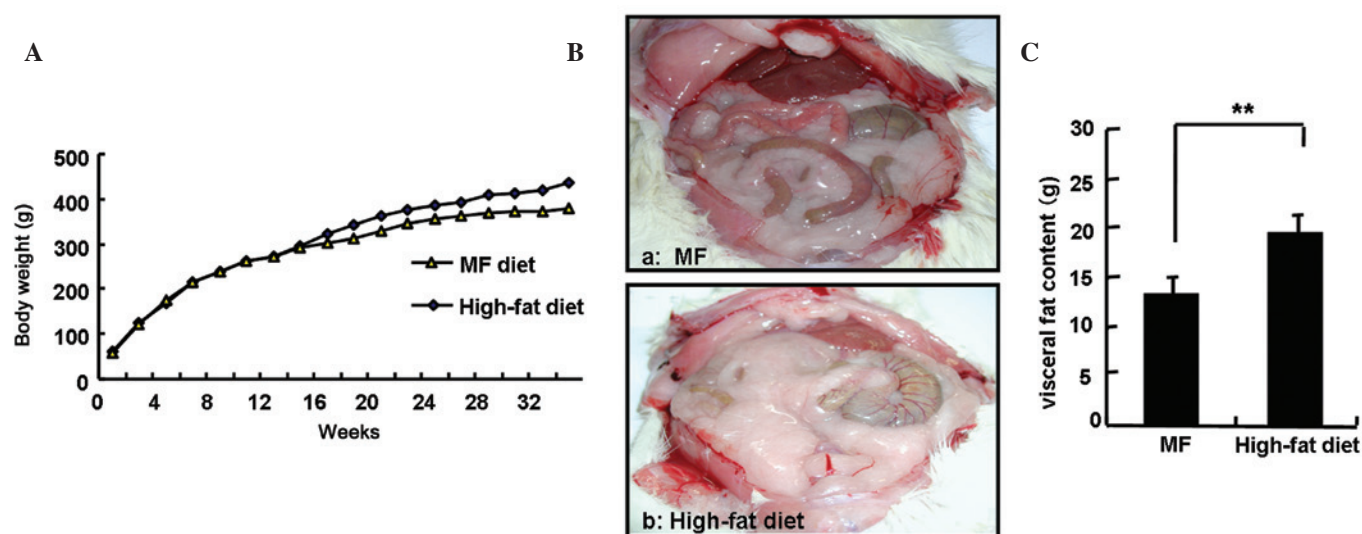 A
B
C
Body weight (g)
500
400
300
200
100
0
0 4 8 12 16 20 24 28 32
Weeks
MF diet
High-fat diet
a: MF
b: High-fat diet
**
visceral fat content (g)
30
25
20
15
10
5
0
MF High-fat diet